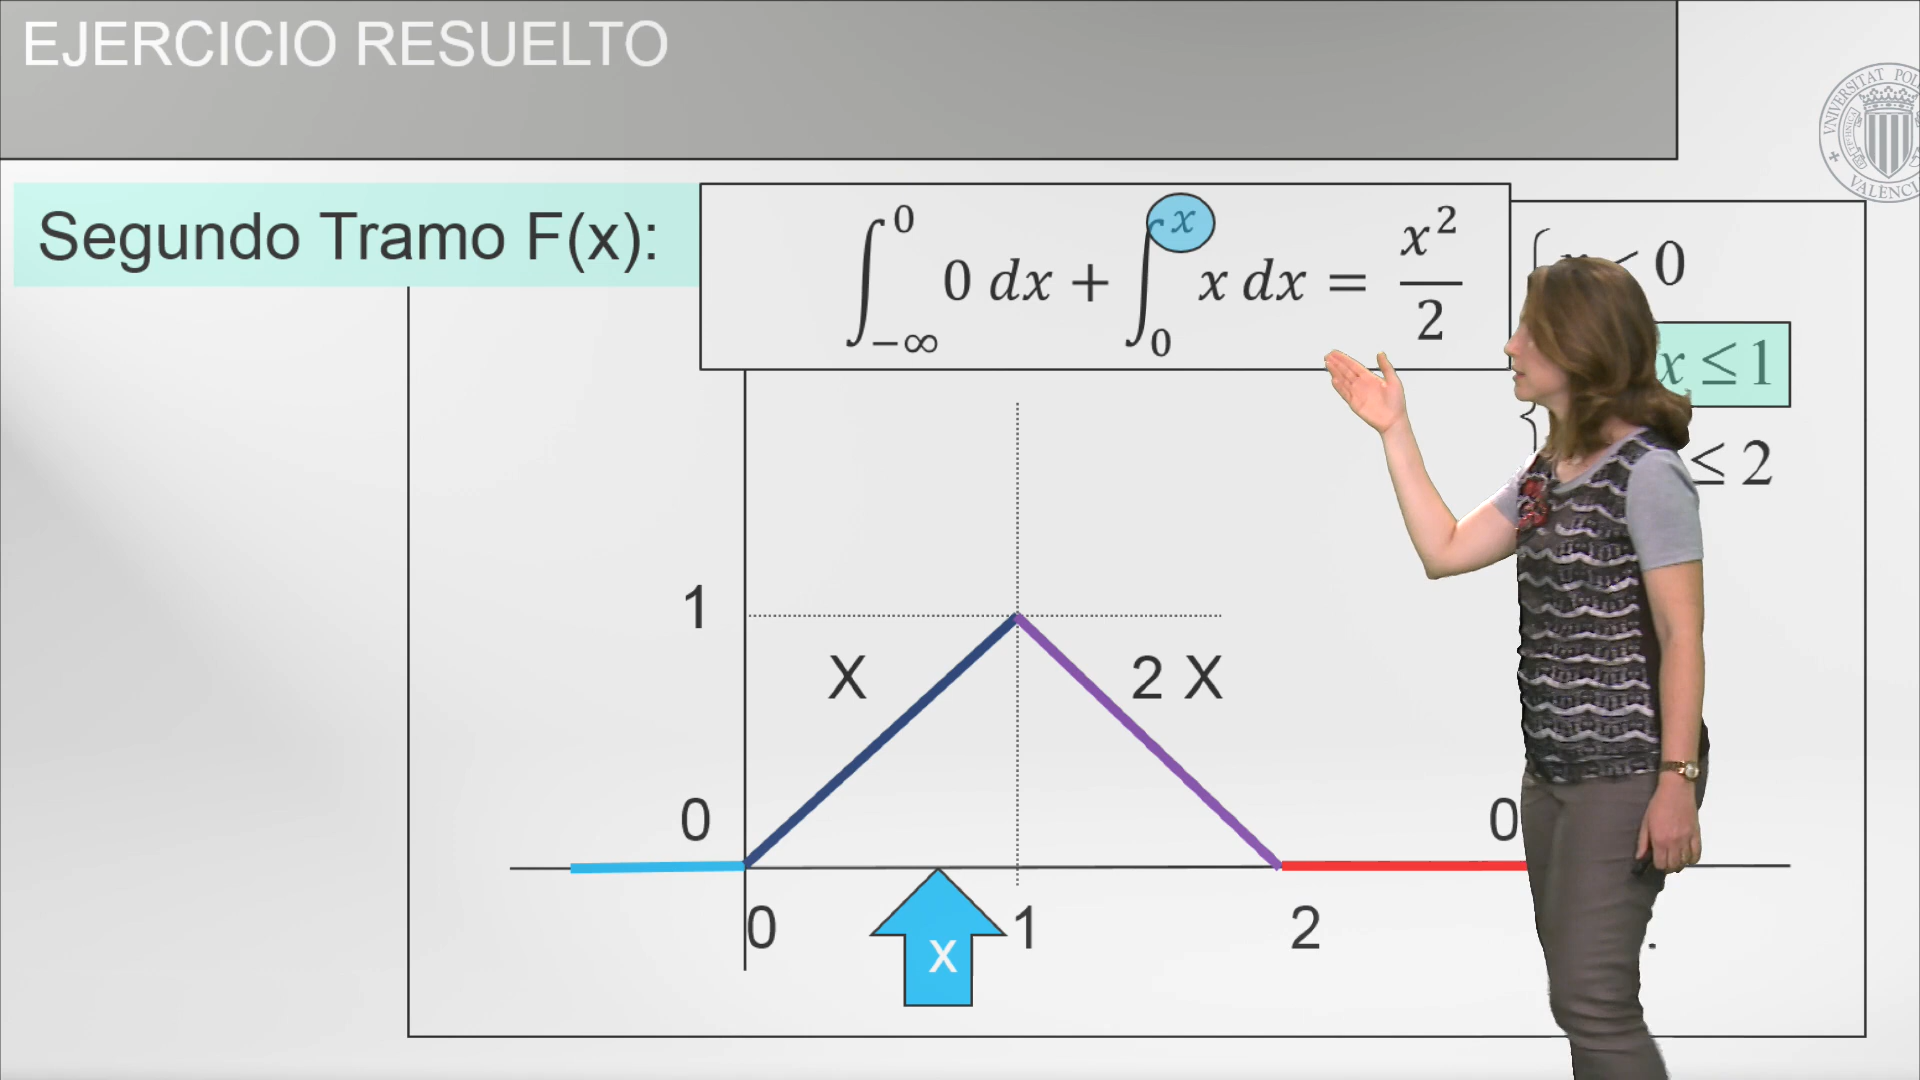 EJERCICIO RESUELTO
Segundo Tramo F(x):
∫_{-∞}^{0} 0 dx + ∫_{0}^{x} x dx = x²/2
< 0
x ≤ 1
≤ 2
1
X
2 X
0
0
0
1
2
x